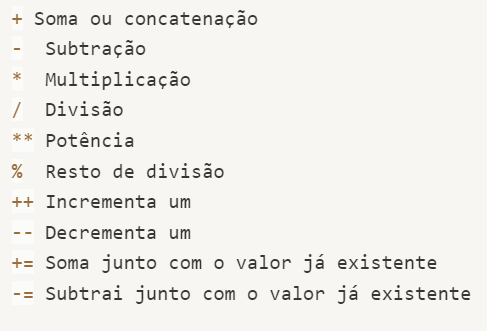 + Soma ou concatenação
- Subtração
* Multiplicação
/ Divisão
** Potência
% Resto de divisão
++ Incrementa um
-- Decrementa um
+= Soma junto com o valor já existente
-= Subtrai junto com o valor já existente